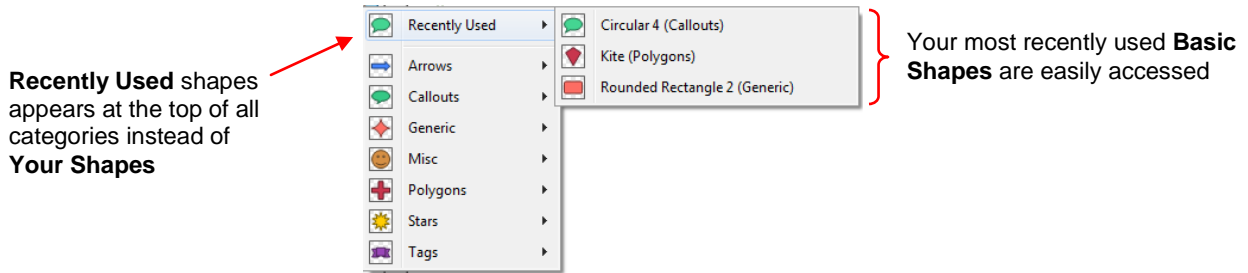 Recently Used shapes
appears at the top of all
categories instead of
Your Shapes
Recently Used
Arrows
Callouts
Generic
Misc
Polygons
Stars
Tags
Circular 4 (Callouts)
Kite (Polygons)
Rounded Rectangle 2 (Generic)
Your most recently used Basic
Shapes are easily accessed